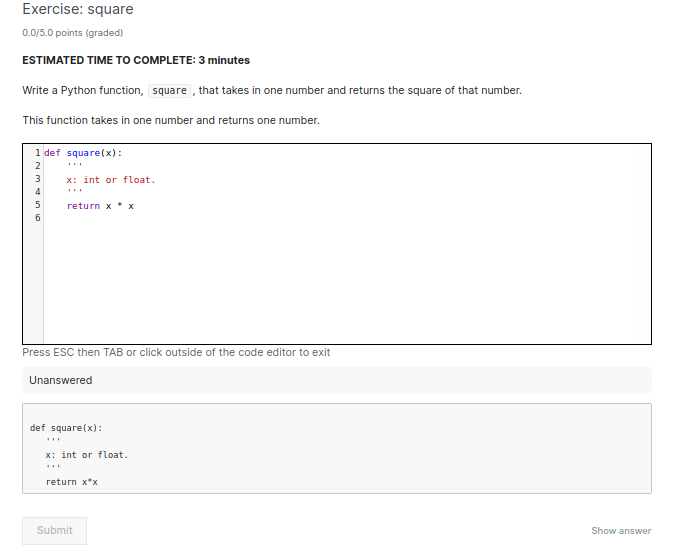 Exercise: square
0.0/5.0 points (graded)
ESTIMATED TIME TO COMPLETE: 3 minutes
Write a Python function, square , that takes in one number and returns the square of that number.
This function takes in one number and returns one number.
1 def square(x):
2     '''
3     x: int or float.
4     '''
5     return x * x
6
Press ESC then TAB or click outside of the code editor to exit
Unanswered
def square(x):
   '''
   x: int or float.
   '''
   return x*x
Submit
Show answer